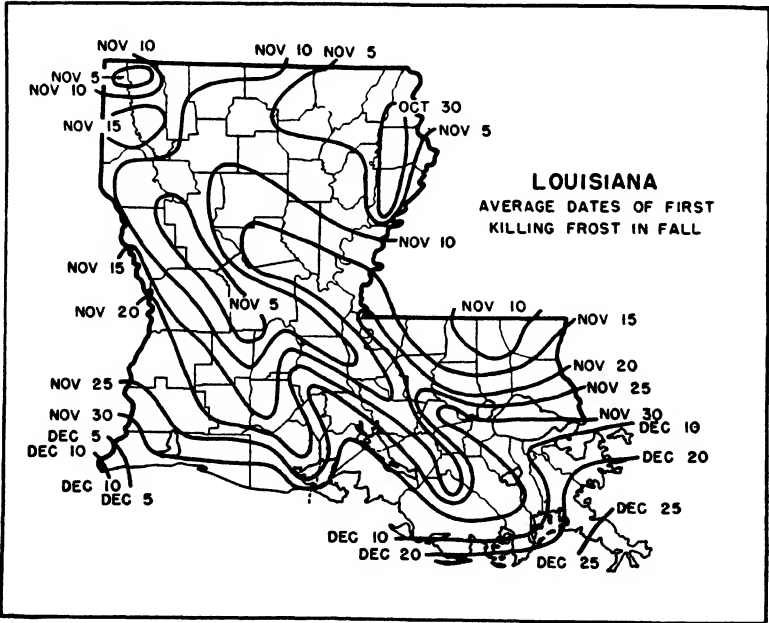 NOV 10
NOV 10
NOV 5
NOV 5
NOV 10
OCT 30
NOV 15
NOV 5
LOUISIANA
AVERAGE DATES OF FIRST
KILLING FROST IN FALL
NOV 10
NOV 15
NOV 5
NOV 20
NOV 10
NOV 15
NOV 20
NOV 25
NOV 25
NOV 30
NOV 30
DEC 10
DEC 5
DEC 10
DEC 20
DEC 10
DEC 5
DEC 25
DEC 10
DEC 20
DEC 25